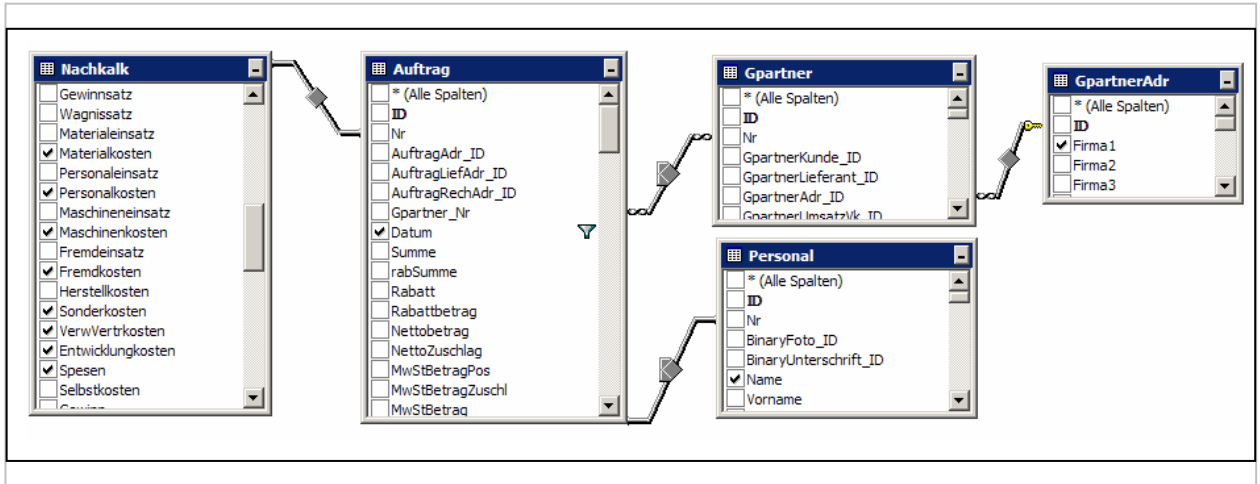 Nachkalk
Gewinnsatz
Wagnissatz
Materialeinsatz
Materialkosten
Personaleinsatz
Personalkosten
Maschineneinsatz
Maschinenkosten
Fremdeinsatz
Fremdkosten
Herstellkosten
Sonderkosten
VerwVertrkosten
Entwicklungkosten
Spesen
Selbstkosten
Gewinn
Auftrag
* (Alle Spalten)
ID
Nr
AuftragAdr_ID
AuftragLiefAdr_ID
AuftragRechAdr_ID
Gpartner_Nr
Datum
Summe
rabSumme
Rabatt
Rabattbetrag
Nettobetrag
NettoZuschlag
MwStBetragPos
MwStBetragZuschl
MwStBetrag
Gpartner
* (Alle Spalten)
ID
Nr
GpartnerKunde_ID
GpartnerLieferant_ID
GpartnerAdr_ID
GpartnerUmsatzVk_ID
GpartnerAdr
* (Alle Spalten)
ID
Firma1
Firma2
Firma3
Personal
* (Alle Spalten)
ID
Nr
BinaryFoto_ID
BinaryUnterschrift_ID
Name
Vorname